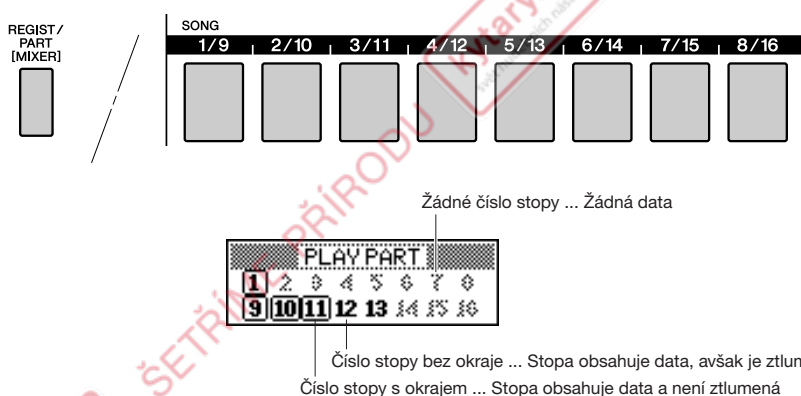 REGIST/
PART
[MIXER]
SONG
1/9 2/10 3/11 4/12 5/13 6/14 7/15 8/16
Žádné číslo stopy ... Žádná data
PLAY PART
1 2 3 4 5 6 7 8
9 10 11 12 13 14 15 16
Číslo stopy bez okraje ... Stopa obsahuje data, avšak je ztlum
Číslo stopy s okrajem ... Stopa obsahuje data a není ztlumená
ŠETŘÍME PŘÍRODU
Kytary